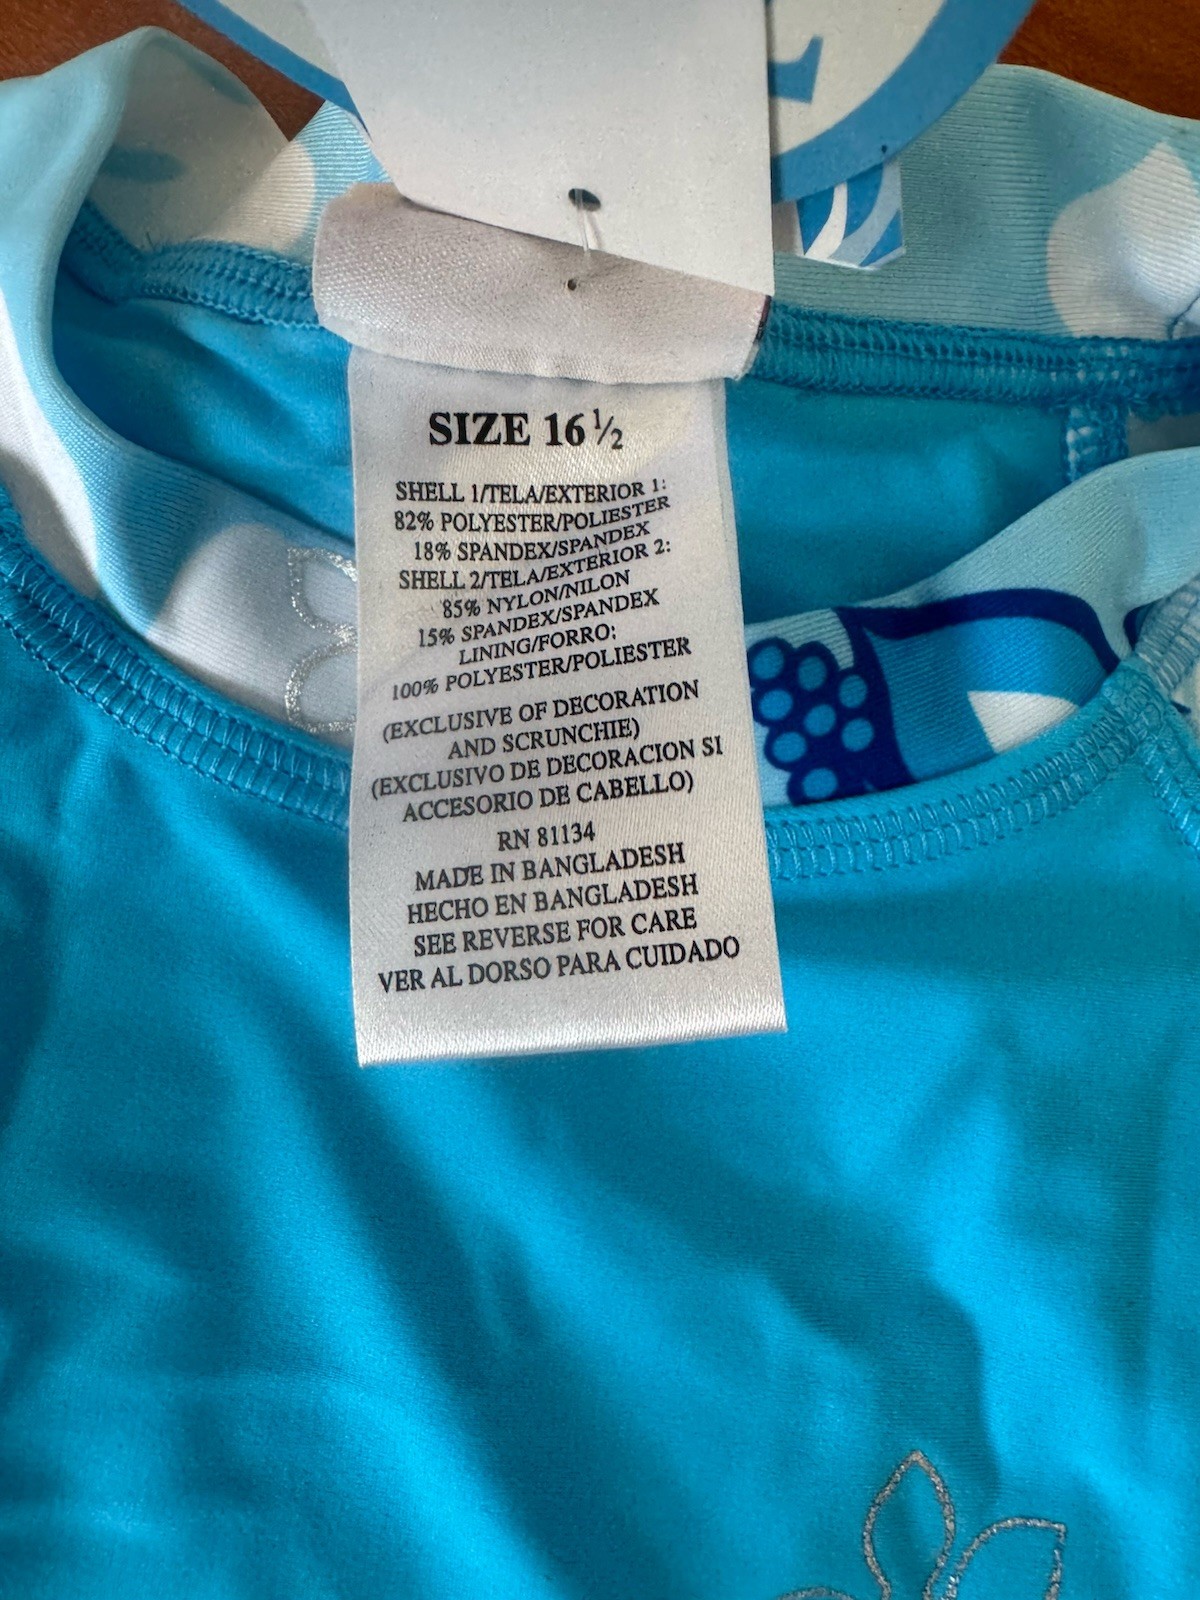 SIZE 16 ½
SHELL 1/TELA/EXTERIOR 1:
82% POLYESTER/POLIESTER
18% SPANDEX/SPANDEX
SHELL 2/TELA/EXTERIOR 2:
85% NYLON/NILON
15% SPANDEX/SPANDEX
LINING/FORRO:
100% POLYESTER/POLIESTER
(EXCLUSIVE OF DECORATION
AND SCRUNCHIE)
(EXCLUSIVO DE DECORACION SI
ACCESORIO DE CABELLO)
RN 81134
MADE IN BANGLADESH
HECHO EN BANGLADESH
SEE REVERSE FOR CARE
VER AL DORSO PARA CUIDADO